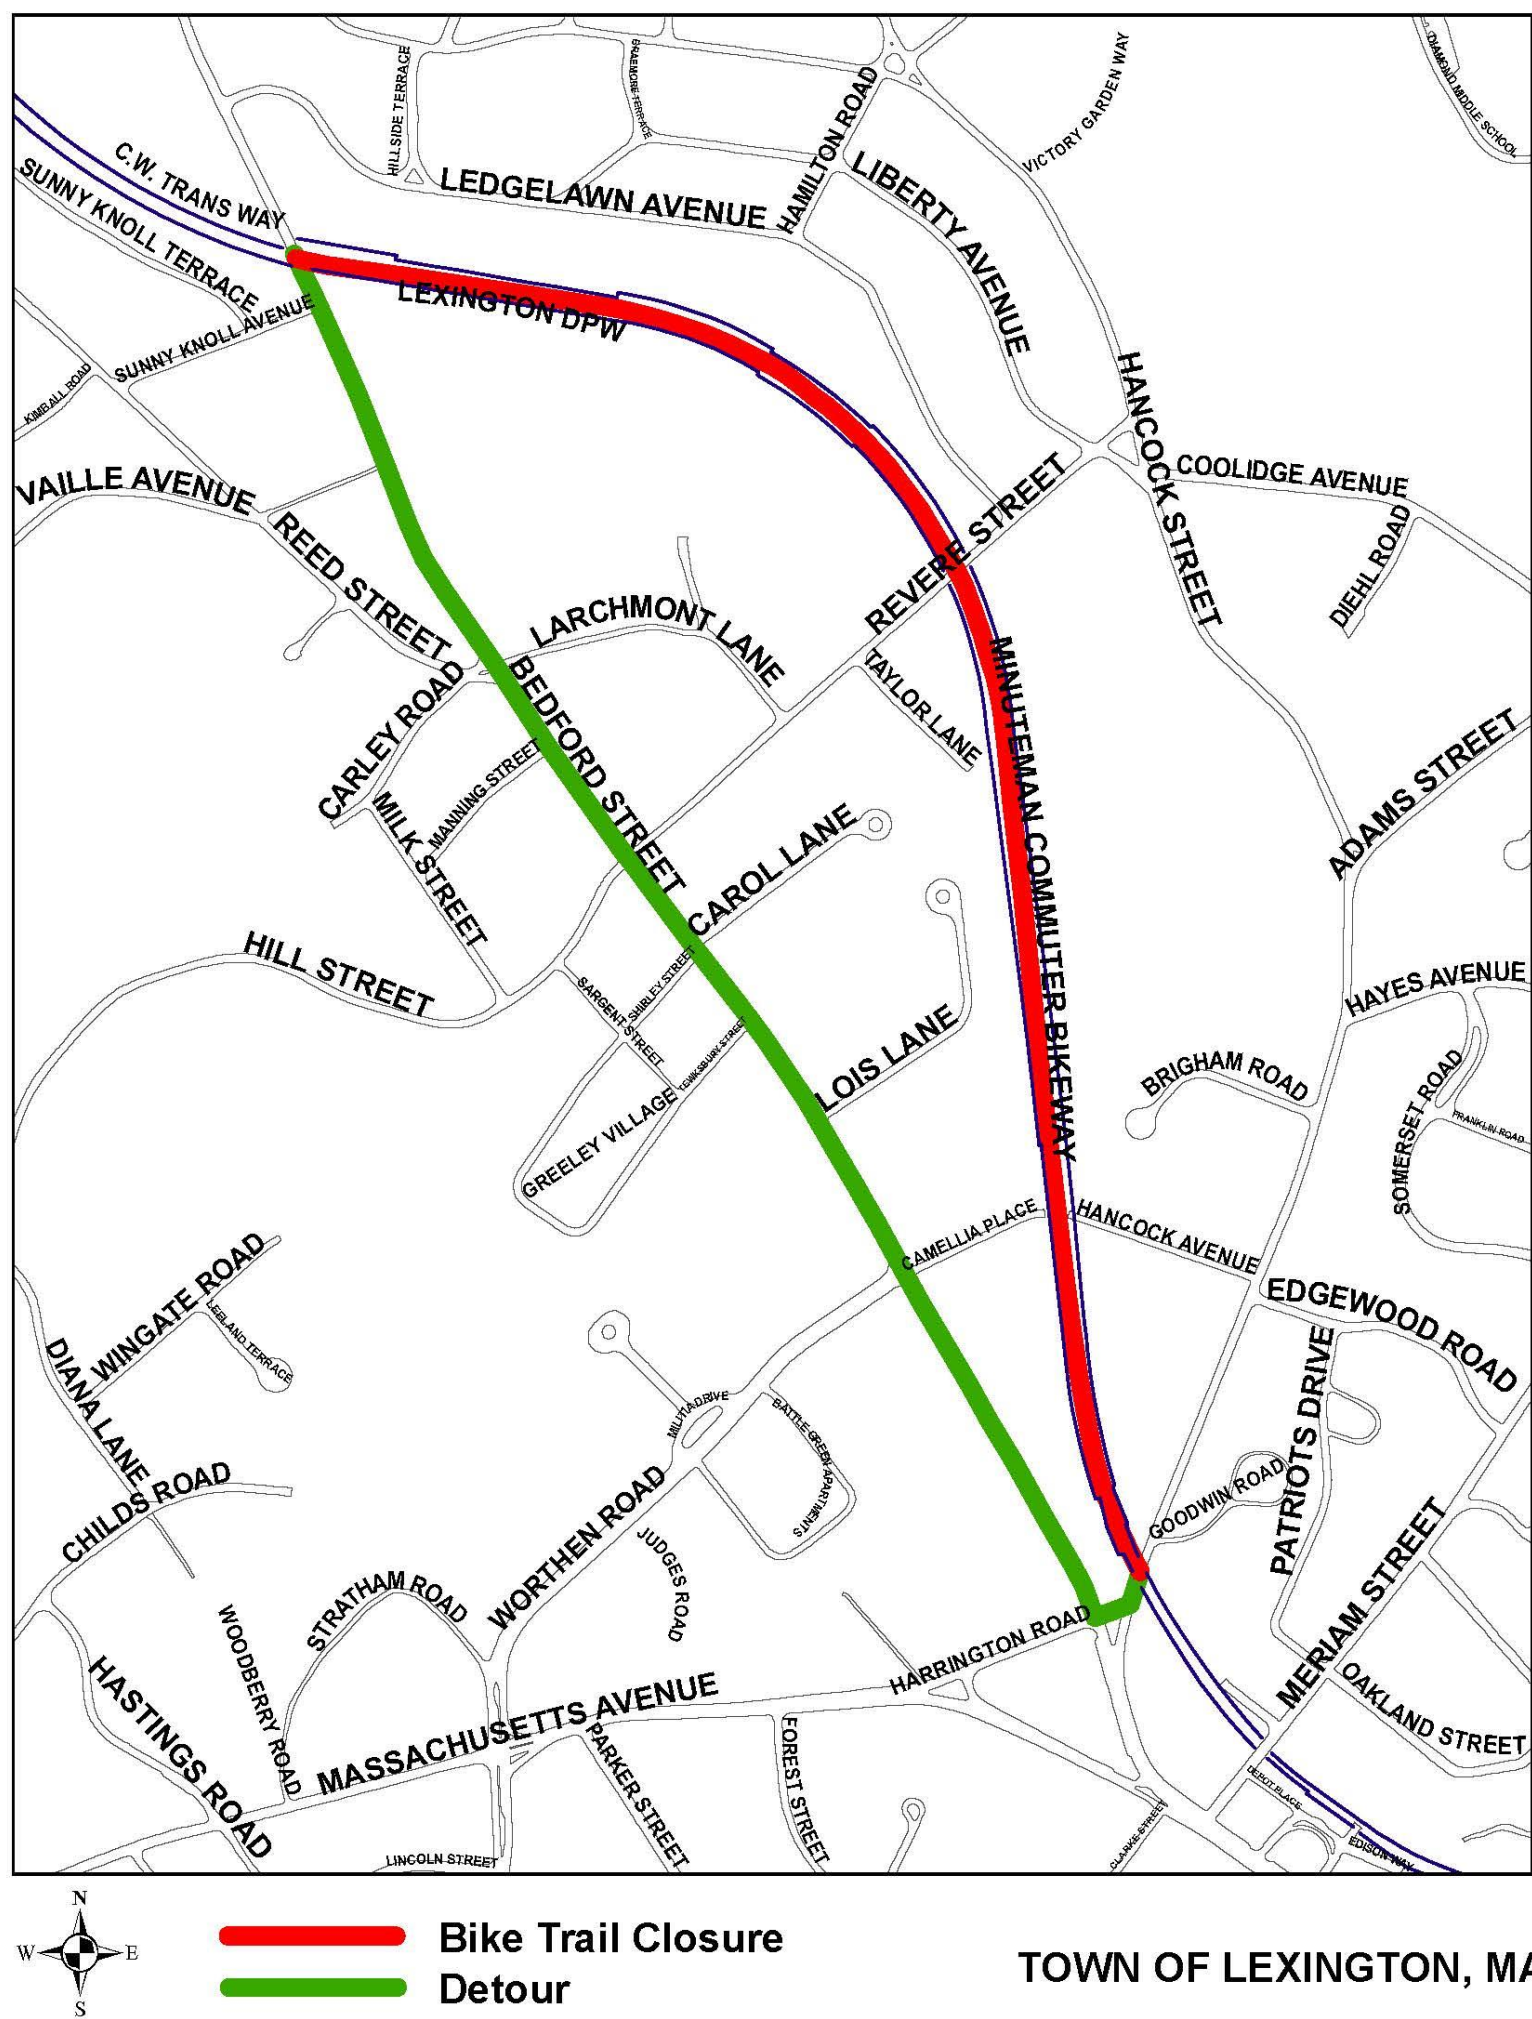 HILLSIDE TERRACE
GRAEMORE TERRACE
HAMILTON ROAD
VICTORY GARDEN WAY
DIAMOND MIDDLE SCHOOL
C.W. TRANS WAY
SUNNY KNOLL TERRACE
LEDGELAWN AVENUE
LIBERTY AVENUE
SUNNY KNOLL AVENUE
LEXINGTON DPW
KIMBALL ROAD
HANCOCK STREET
COOLIDGE AVENUE
VAILLE AVENUE
REED STREET
REVERE STREET
DIEHL ROAD
LARCHMONT LANE
TAYLOR LANE
MINUTEMAN COMMUTER BIKEWAY
BEDFORD STREET
CARLEY ROAD
MANNING STREET
MILK STREET
CAROL LANE
ADAMS STREET
HILL STREET
SARGENT STREET
SHIRLEY STREET
TEWKSBURY STREET
HAYES AVENUE
LOIS LANE
BRIGHAM ROAD
SOMERSET ROAD
FRANKLIN ROAD
GREELEY VILLAGE
CAMELLIA PLACE
HANCOCK AVENUE
WINGATE ROAD
LEELAND TERRACE
EDGEWOOD ROAD
DIANA LANE
MILITIA DRIVE
BATTLE GREEN APARTMENTS
PATRIOTS DRIVE
CHILDS ROAD
WORTHEN ROAD
GOODWIN ROAD
JUDGES ROAD
MERIAM STREET
STRATHAM ROAD
WOODBERRY ROAD
HARRINGTON ROAD
HASTINGS ROAD
MASSACHUSETTS AVENUE
OAKLAND STREET
PARKER STREET
FOREST STREET
DEPOT PLACE
CLARKE STREET
EDISON WAY
LINCOLN STREET
N
W E
S
Bike Trail Closure
Detour
TOWN OF LEXINGTON, MA